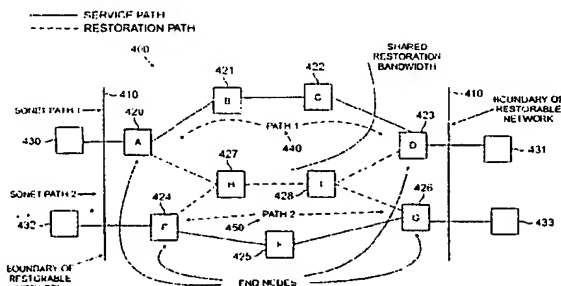 SERVICE PATH
RESTORATION PATH
400
SHARED
RESTORATION
BANDWIDTH
421
422
410
420
B
C
423
410
SONET PATH 1
BOUNDARY OF
RESTORABLE
NETWORK
430
A
PATH 1
440
D
431
427
428
426
SONET PATH 2
424
H
I
432
PATH 2
450
G
433
425
BOUNDARY OF
END NODES